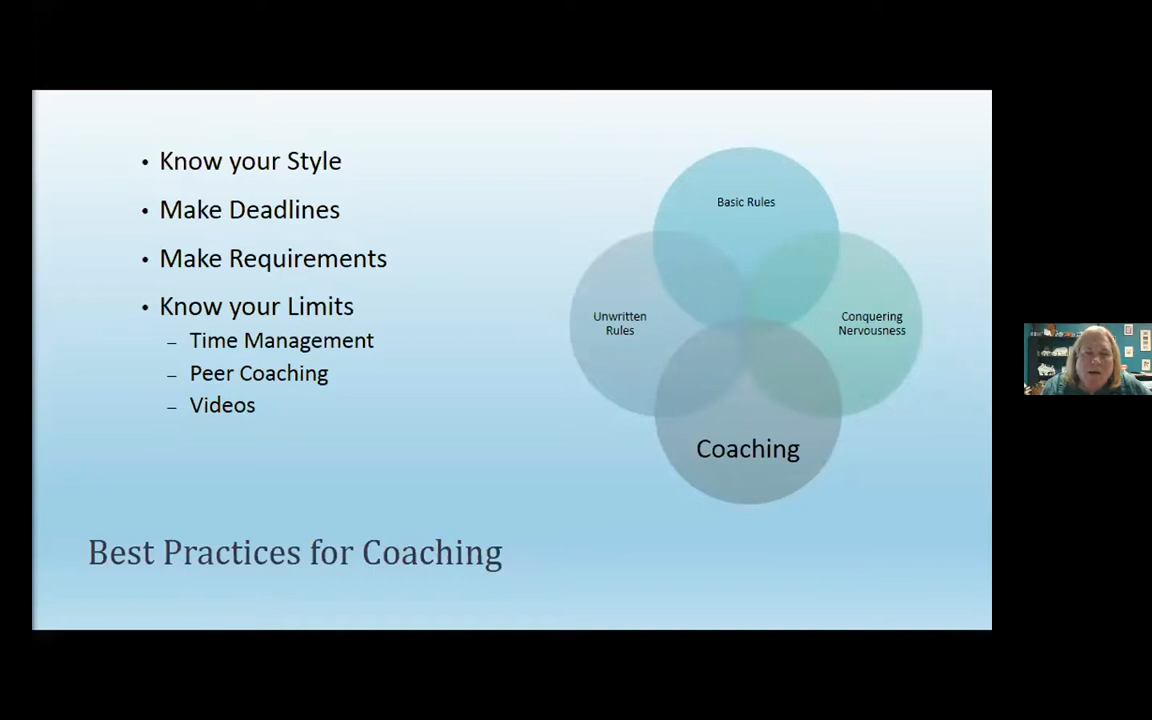 • Know your Style
• Make Deadlines
• Make Requirements
• Know your Limits
– Time Management
– Peer Coaching
– Videos
Basic Rules
Unwritten
Rules
Conquering
Nervousness
Coaching
Best Practices for Coaching